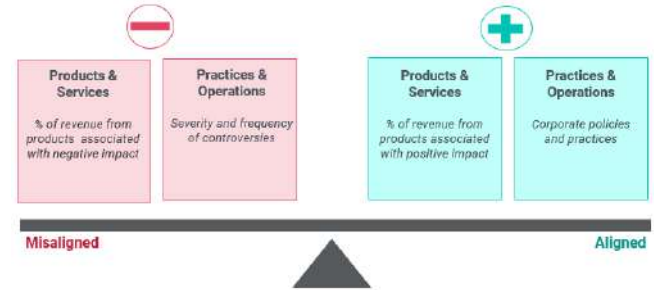 Products &
Services
% of revenue from
products associated
with negative impact
Practices &
Operations
Severity and frequency
of controversies
Products &
Services
% of revenue from
products associated
with positive impact
Practices &
Operations
Corporate policies
and practices
Misaligned
Aligned